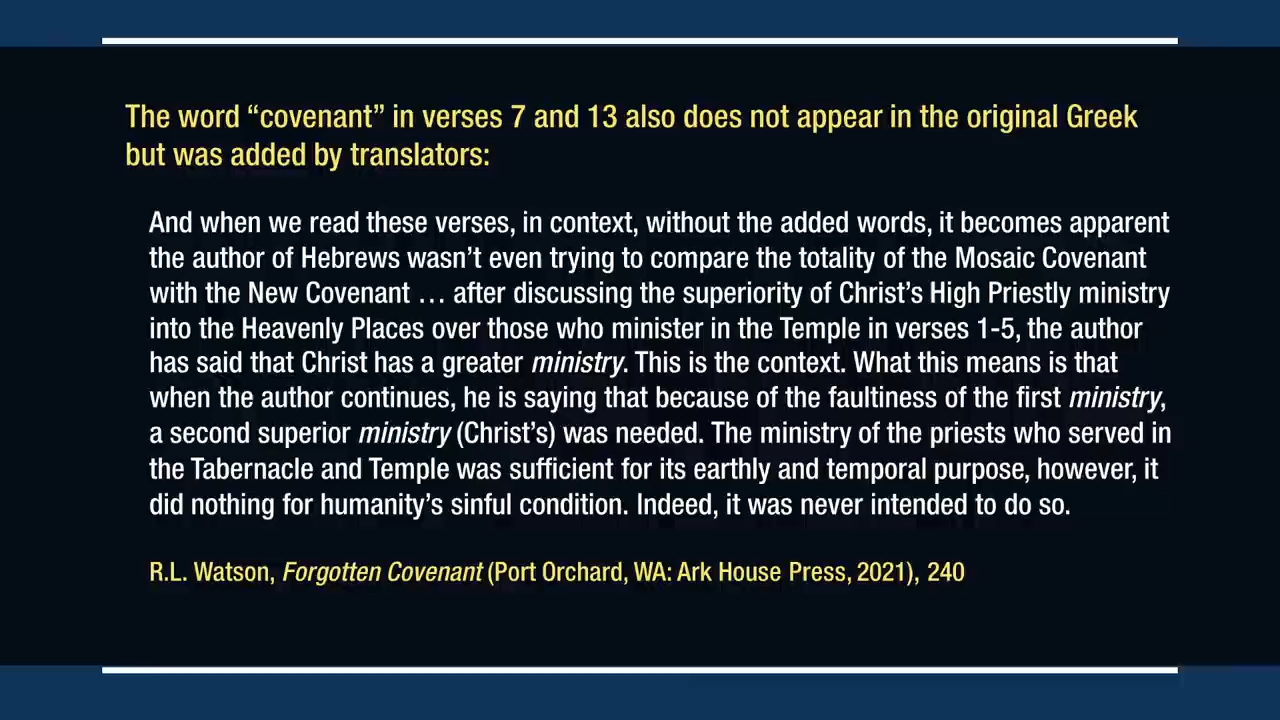 The word “covenant” in verses 7 and 13 also does not appear in the original Greek
but was added by translators:
And when we read these verses, in context, without the added words, it becomes apparent
the author of Hebrews wasn’t even trying to compare the totality of the Mosaic Covenant
with the New Covenant … after discussing the superiority of Christ’s High Priestly ministry
into the Heavenly Places over those who minister in the Temple in verses 1-5, the author
has said that Christ has a greater ministry. This is the context. What this means is that
when the author continues, he is saying that because of the faultiness of the first ministry,
a second superior ministry (Christ’s) was needed. The ministry of the priests who served in
the Tabernacle and Temple was sufficient for its earthly and temporal purpose, however, it
did nothing for humanity’s sinful condition. Indeed, it was never intended to do so.
R.L. Watson, Forgotten Covenant (Port Orchard, WA: Ark House Press, 2021), 240